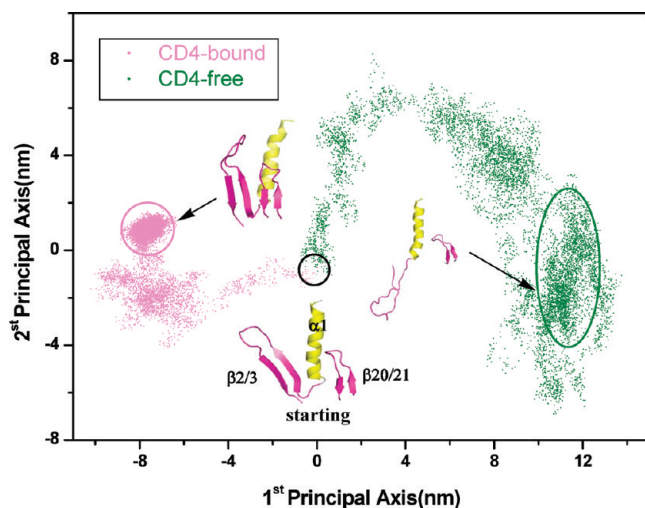 8
4
0
-4
-8
2st Principal Axis(nm)
CD4-bound
CD4-free
α1
β2/3
β20/21
starting
-8
-4
0
4
8
12
1st Principal Axis(nm)